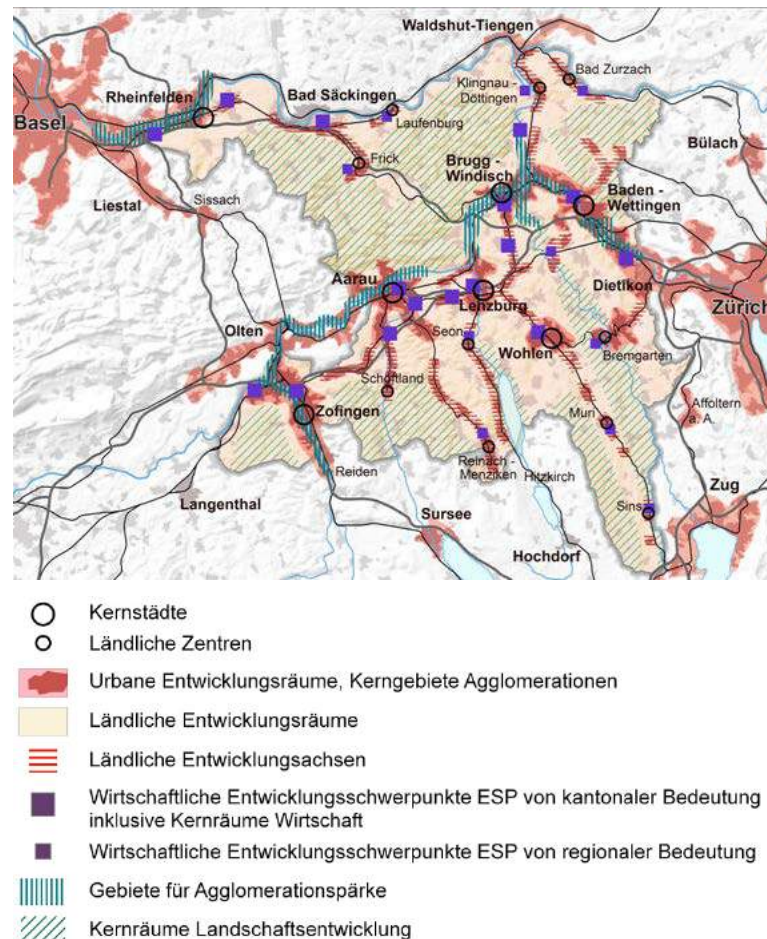 Waldshut-Tiengen
Bad Zurzach
Klingnau -
Döttingen
Rheinfelden
Bad Säckingen
Basel
Laufenburg
Bülach
Frick
Brugg -
Windisch
Baden -
Wettingen
Liestal
Sissach
Aarau
Dietikon
Zürich
Lenzburg
Olten
Seon
Wohlen
Bremgarten
Schöftland
Affoltern
a. A.
Zofingen
Muri
Reinach -
Menziken
Hitzkirch
Reiden
Langenthal
Sins
Zug
Sursee
Hochdorf
Kernstädte
Ländliche Zentren
Urbane Entwicklungsräume, Kerngebiete Agglomerationen
Ländliche Entwicklungsräume
Ländliche Entwicklungsachsen
Wirtschaftliche Entwicklungsschwerpunkte ESP von kantonaler Bedeutung
inklusive Kernräume Wirtschaft
Wirtschaftliche Entwicklungsschwerpunkte ESP von regionaler Bedeutung
Gebiete für Agglomerationspärke
Kernräume Landschaftsentwicklung